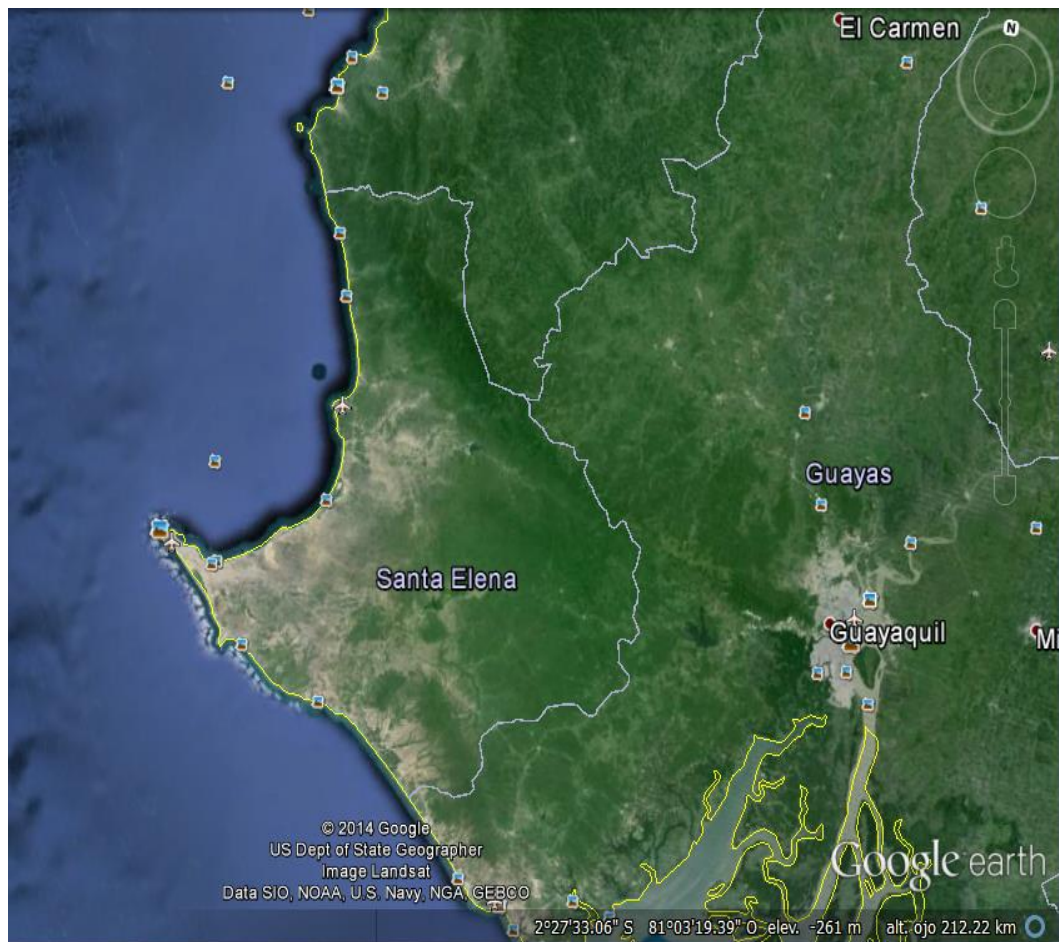 El Carmen
N
Guayas
Santa Elena
Guayaquil
Mi
© 2014 Google
US Dept of State Geographer
Image Landsat
Data SIO, NOAA, U.S. Navy, NGA, GEBCO
Google earth
2°27'33.06" S 81°03'19.39" O elev. -261 m alt. ojo 212.22 km